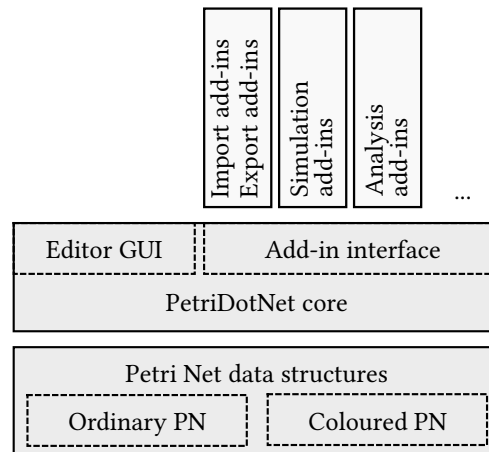 Import add-ins
Export add-ins
Simulation
add-ins
Analysis
add-ins
...
Editor GUI
Add-in interface
PetriDotNet core
Petri Net data structures
Ordinary PN
Coloured PN